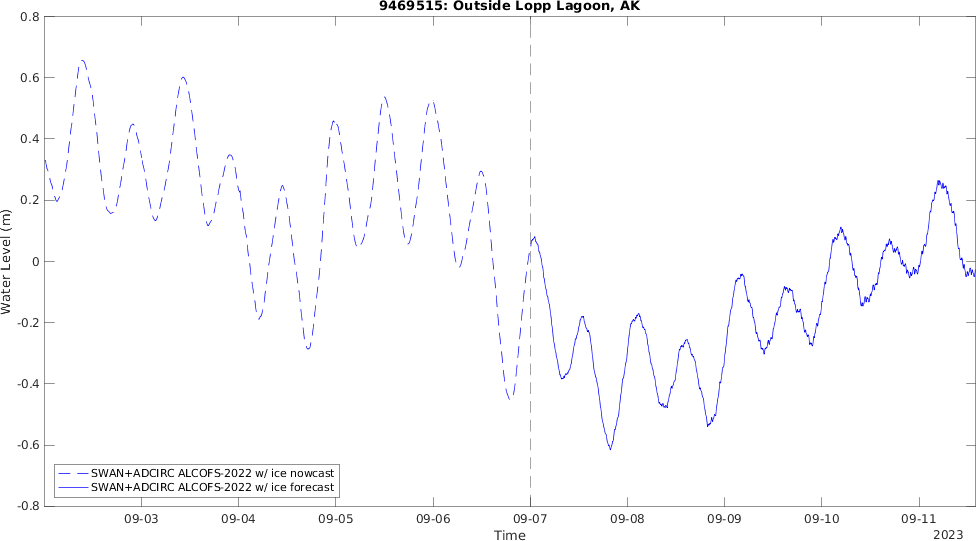 9469515: Outside Lopp Lagoon, AK
0.8
0.6
0.4
0.2
0
-0.2
-0.4
-0.6
-0.8
Water Level (m)
SWAN+ADCIRC ALCOFS-2022 w/ ice nowcast
SWAN+ADCIRC ALCOFS-2022 w/ ice forecast
09-03 09-04 09-05 09-06 09-07 09-08 09-09 09-10 09-11
Time
2023